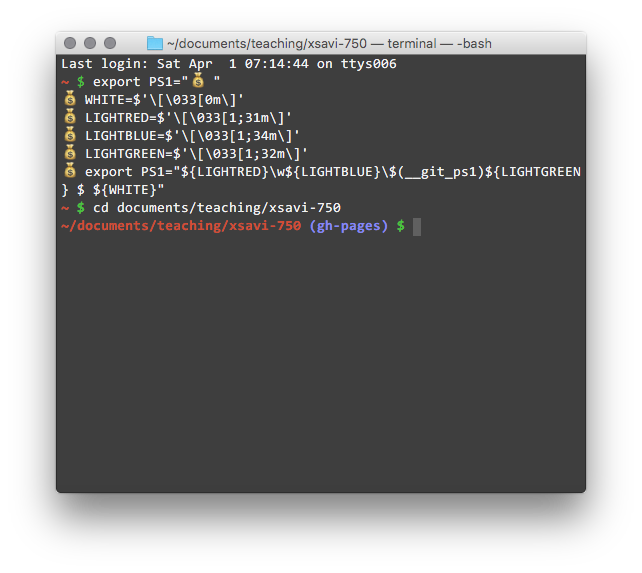 ~/documents/teaching/xsavi-750 — terminal — -bash
Last login: Sat Apr  1 07:14:44 on ttys006
~ $ export PS1="💰 "
💰 WHITE=$'\[\033[0m\]'
💰 LIGHTRED=$'\[\033[1;31m\]'
💰 LIGHTBLUE=$'\[\033[1;34m\]'
💰 LIGHTGREEN=$'\[\033[1;32m\]'
💰 export PS1="${LIGHTRED}\w${LIGHTBLUE}\$(__git_ps1)${LIGHTGREEN
} $ ${WHITE}"
~ $ cd documents/teaching/xsavi-750
~/documents/teaching/xsavi-750 (gh-pages) $